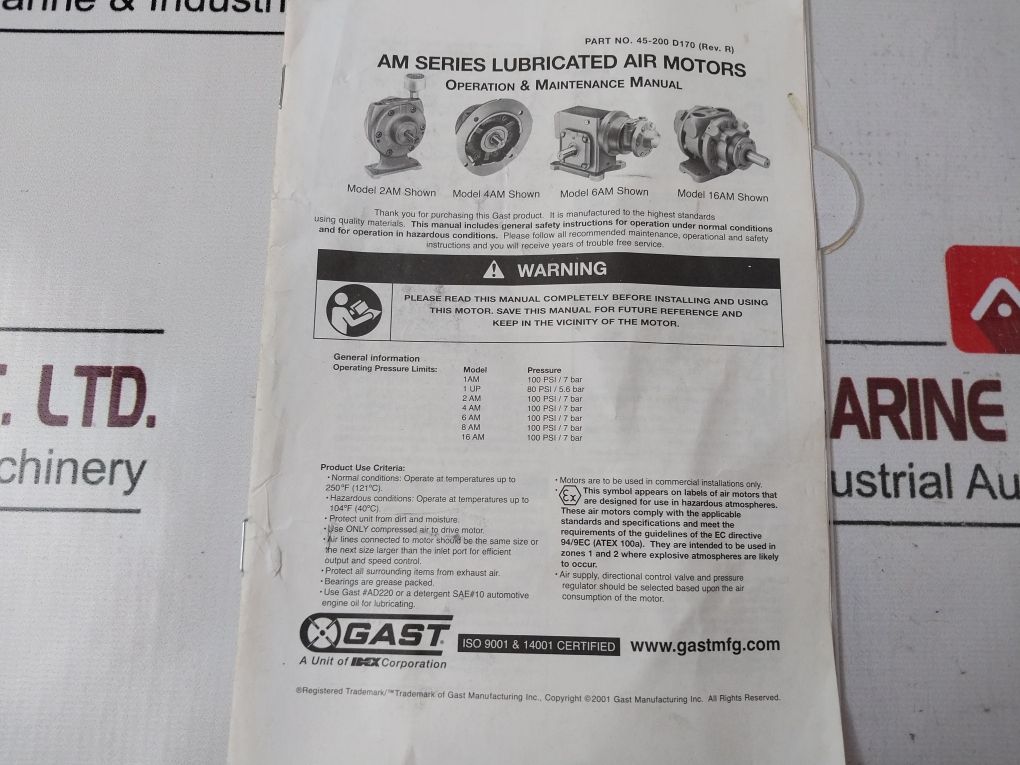 arine & Industri
PART NO. 45-200 D170 (Rev. R)
AM SERIES LUBRICATED AIR MOTORS
OPERATION & MAINTENANCE MANUAL
Model 2AM Shown Model 4AM Shown Model 6AM Shown Model 16AM Shown
Thank you for purchasing this Gast product. It is manufactured to the highest standards
using quality materials. This manual includes general safety instructions for operation under normal conditions
and for operation in hazardous conditions. Please follow all recommended maintenance, operational and safety
instructions and you will receive years of trouble free service.
WARNING
PLEASE READ THIS MANUAL COMPLETELY BEFORE INSTALLING AND USING
THIS MOTOR. SAVE THIS MANUAL FOR FUTURE REFERENCE AND
KEEP IN THE VICINITY OF THE MOTOR.
General information
Operating Pressure Limits: Model Pressure
1AM 100 PSI / 7 bar
1 UP 80 PSI / 5.6 bar
2 AM 100 PSI / 7 bar
4 AM 100 PSI / 7 bar
6 AM 100 PSI / 7 bar
8 AM 100 PSI / 7 bar
16 AM 100 PSI / 7 bar
Product Use Criteria:
• Normal conditions: Operate at temperatures up to
250°F (121°C).
• Hazardous conditions: Operate at temperatures up to
104°F (40°C).
• Protect unit from dirt and moisture.
• Use ONLY compressed air to drive motor.
• Air lines connected to motor should be the same size or
the next size larger than the inlet port for efficient
output and speed control.
• Protect all surrounding items from exhaust air.
• Bearings are grease packed.
• Use Gast #AD220 or a detergent SAE#10 automotive
engine oil for lubricating.
• Motors are to be used in commercial installations only.
• Ex This symbol appears on labels of air motors that
are designed for use in hazardous atmospheres.
These air motors comply with the applicable
standards and specifications and meet the
requirements of the guidelines of the EC directive
94/9EC (ATEX 100a). They are intended to be used in
zones 1 and 2 where explosive atmospheres are likely
to occur.
• Air supply, directional control valve and pressure
regulator should be selected based upon the air
consumption of the motor.
GAST ISO 9001 & 14001 CERTIFIED www.gastmfg.com
A Unit of IDEX Corporation
®Registered Trademark/™Trademark of Gast Manufacturing Inc., Copyright ©2001 Gast Manufacturing Inc. All Rights Reserved.
T. LTD.
chinery
ARINE
ustrial Au